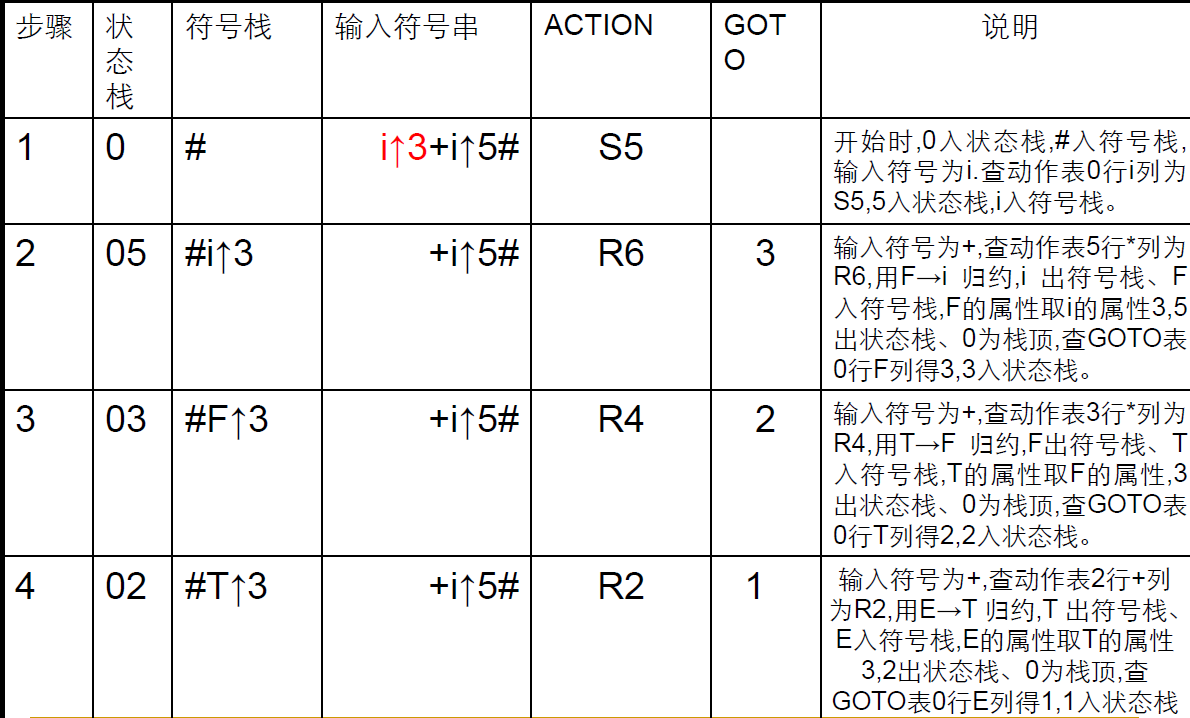 步骤 状 符号栈 输入符号串 ACTION GOT 说明
态 O
栈
1 0 # i↑3+i↑5# S5
开始时,0入状态栈,#入符号栈,
输入符号为i.查动作表0行i列为
S5,5入状态栈,i入符号栈。
2 05 #i↑3 +i↑5# R6 3
输入符号为+,查动作表5行*列为
R6,用F→i 归约,i 出符号栈、F
入符号栈,F的属性取i的属性3,5
出状态栈、0为栈顶,查GOTO表
0行F列得3,3入状态栈。
3 03 #F↑3 +i↑5# R4 2
输入符号为+,查动作表3行*列为
R4,用T→F 归约,F出符号栈、T
入符号栈,T的属性取F的属性,3
出状态栈、0为栈顶,查GOTO表
0行T列得2,2入状态栈。
4 02 #T↑3 +i↑5# R2 1
输入符号为+,查动作表2行+列
为R2,用E→T 归约,T 出符号栈、
E入符号栈,E的属性取T的属性
3,2出状态栈、0为栈顶,查
GOTO表0行E列得1,1入状态栈